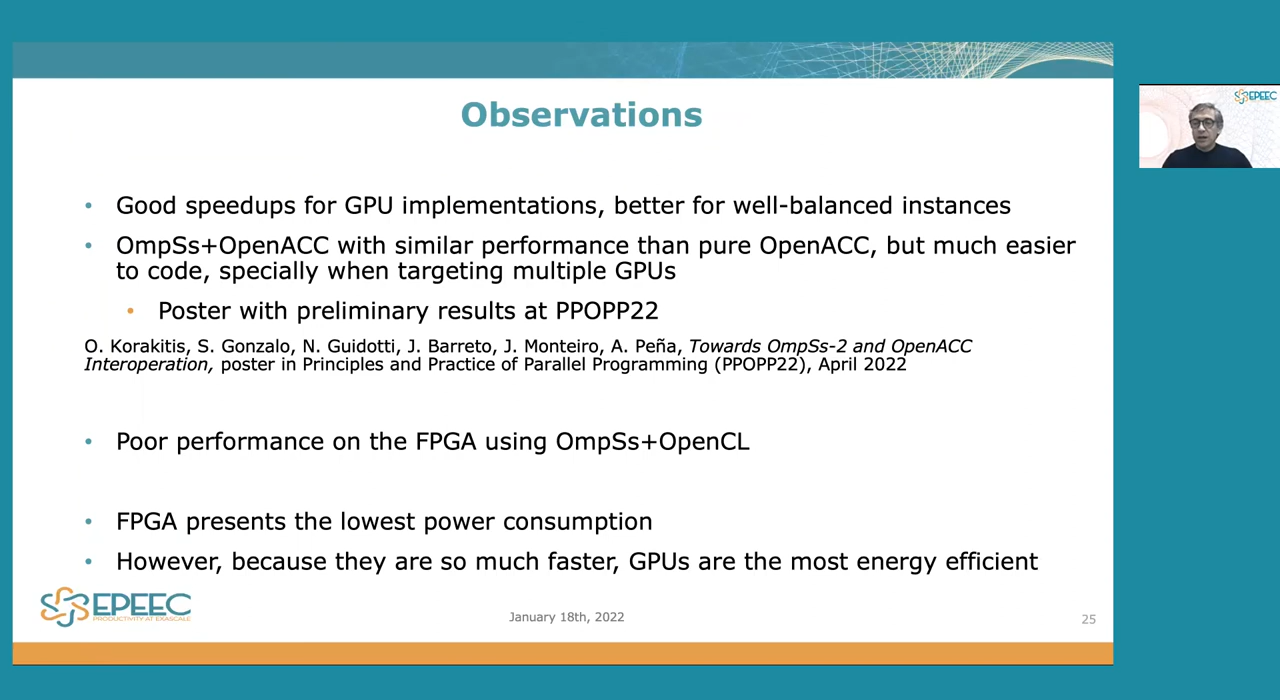 EPEEC
Observations
• Good speedups for GPU implementations, better for well-balanced instances
• OmpSs+OpenACC with similar performance than pure OpenACC, but much easier
to code, specially when targeting multiple GPUs
• Poster with preliminary results at PPOPP22
O. Korakitis, S. Gonzalo, N. Guidotti, J. Barreto, J. Monteiro, A. Peña, Towards OmpSs-2 and OpenACC
Interoperation, poster in Principles and Practice of Parallel Programming (PPOPP22), April 2022
• Poor performance on the FPGA using OmpSs+OpenCL
• FPGA presents the lowest power consumption
• However, because they are so much faster, GPUs are the most energy efficient
EPEEC
PRODUCTIVITY AT EXASCALE
January 18th, 2022
25